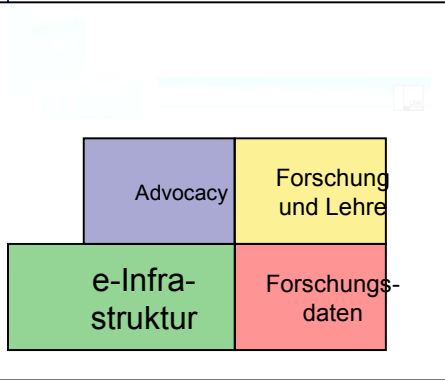 Advocacy
Forschung
und Lehre
e-Infra-
struktur
Forschungs-
daten